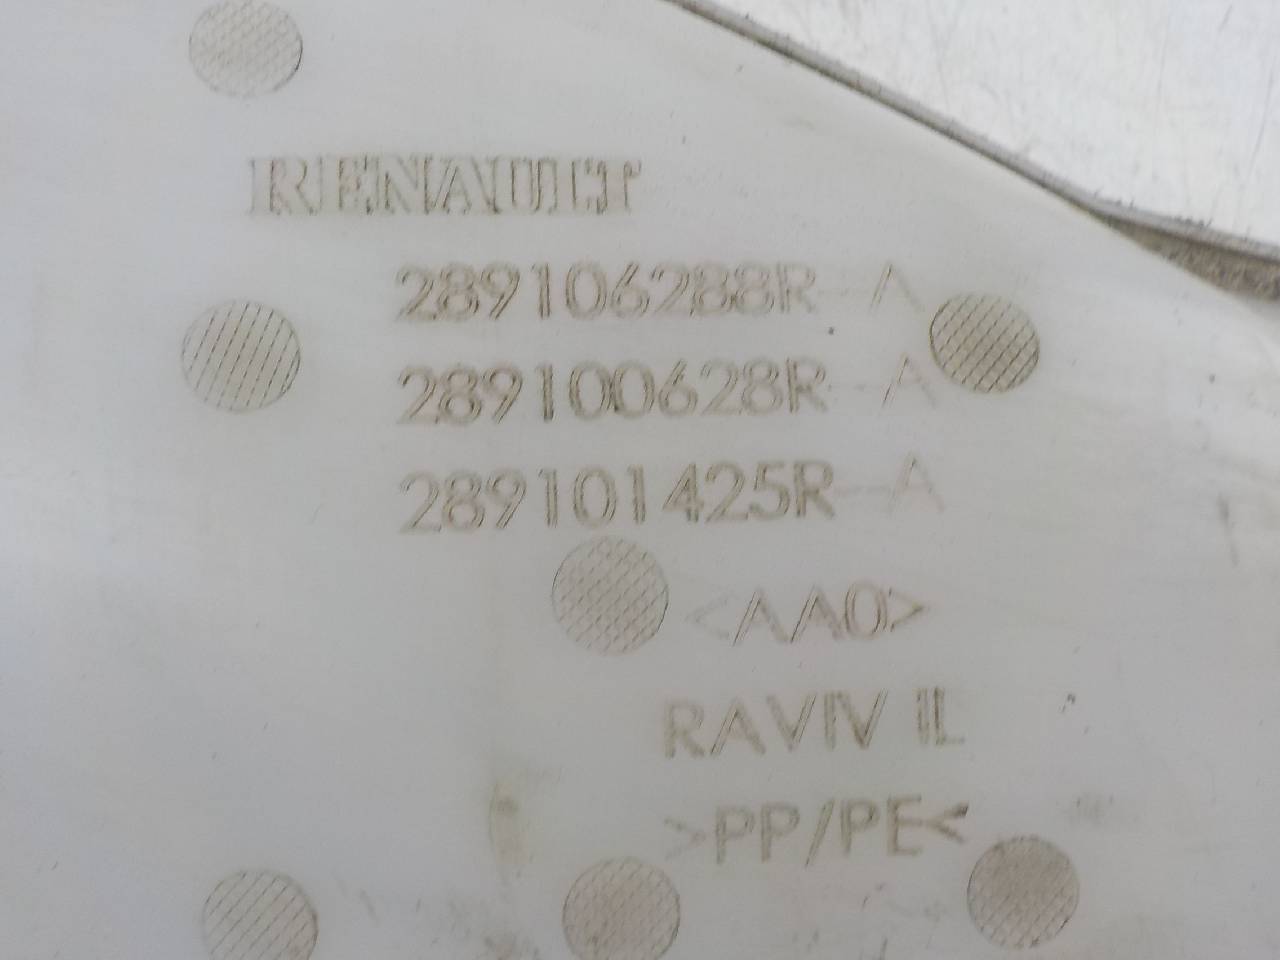 RENAULT
289106288R-A
289100628R-A
289101425R-A
<AA0>
RAVIV IL
>PP/PE<